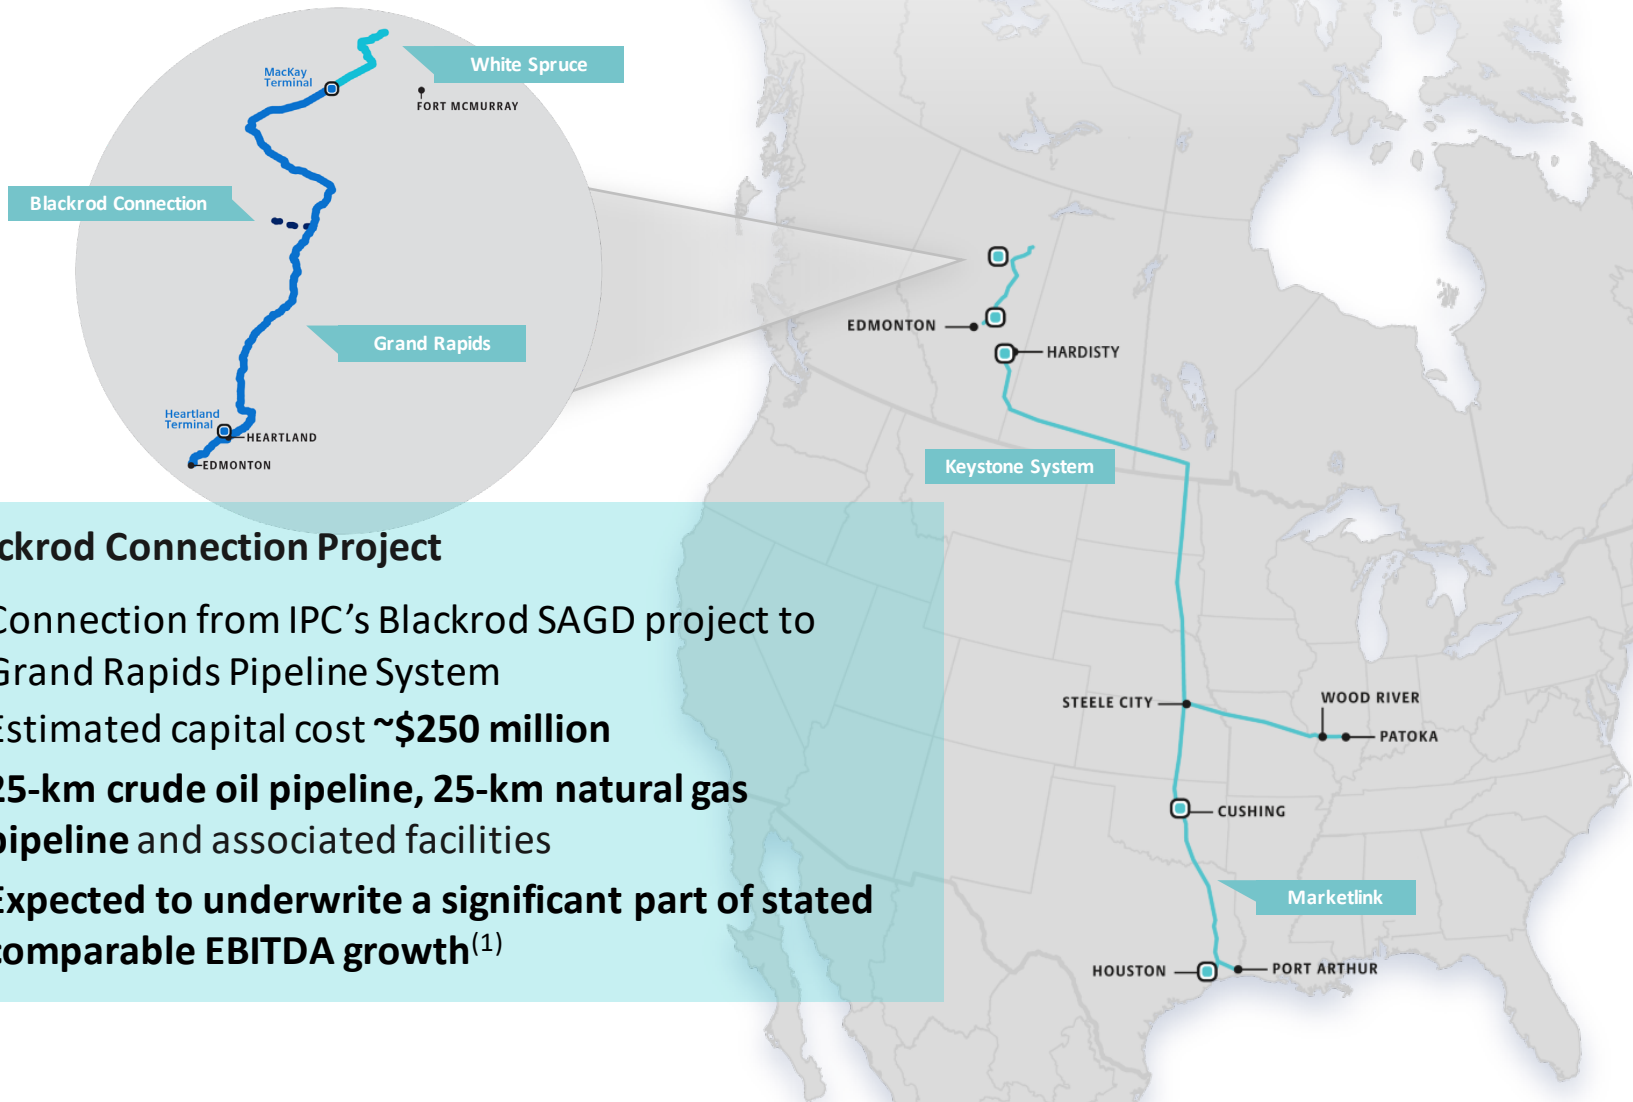 White Spruce
MacKay
Terminal
FORT MCMURRAY
Blackrod Connection
Grand Rapids
Heartland
Terminal
HEARTLAND
EDMONTON
EDMONTON
HARDISTY
Keystone System
STEELE CITY
WOOD RIVER
PATOKA
CUSHING
Marketlink
HOUSTON
PORT ARTHUR
ckrod Connection Project
Connection from IPC’s Blackrod SAGD project to
Grand Rapids Pipeline System
Estimated capital cost ~$250 million
25-km crude oil pipeline, 25-km natural gas
pipeline and associated facilities
Expected to underwrite a significant part of stated
comparable EBITDA growth(1)